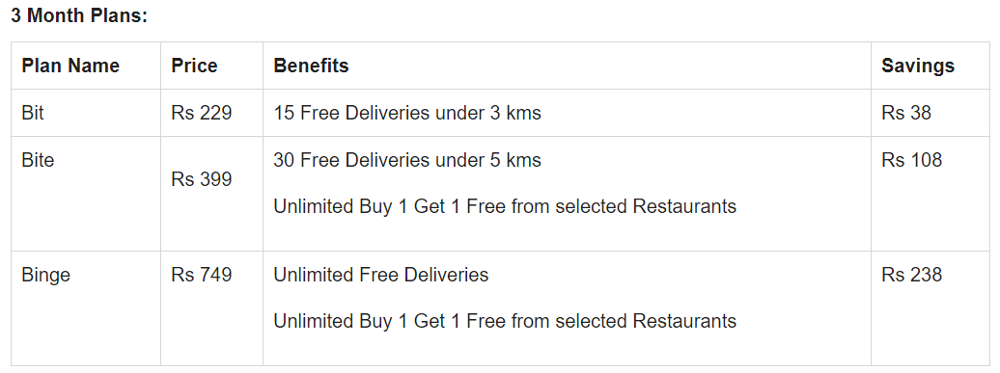 3 Month Plans:
Plan Name Price Benefits Savings
Bit Rs 229 15 Free Deliveries under 3 kms Rs 38
Bite Rs 399 30 Free Deliveries under 5 kms Rs 108
Unlimited Buy 1 Get 1 Free from selected Restaurants
Binge Rs 749 Unlimited Free Deliveries Rs 238
Unlimited Buy 1 Get 1 Free from selected Restaurants